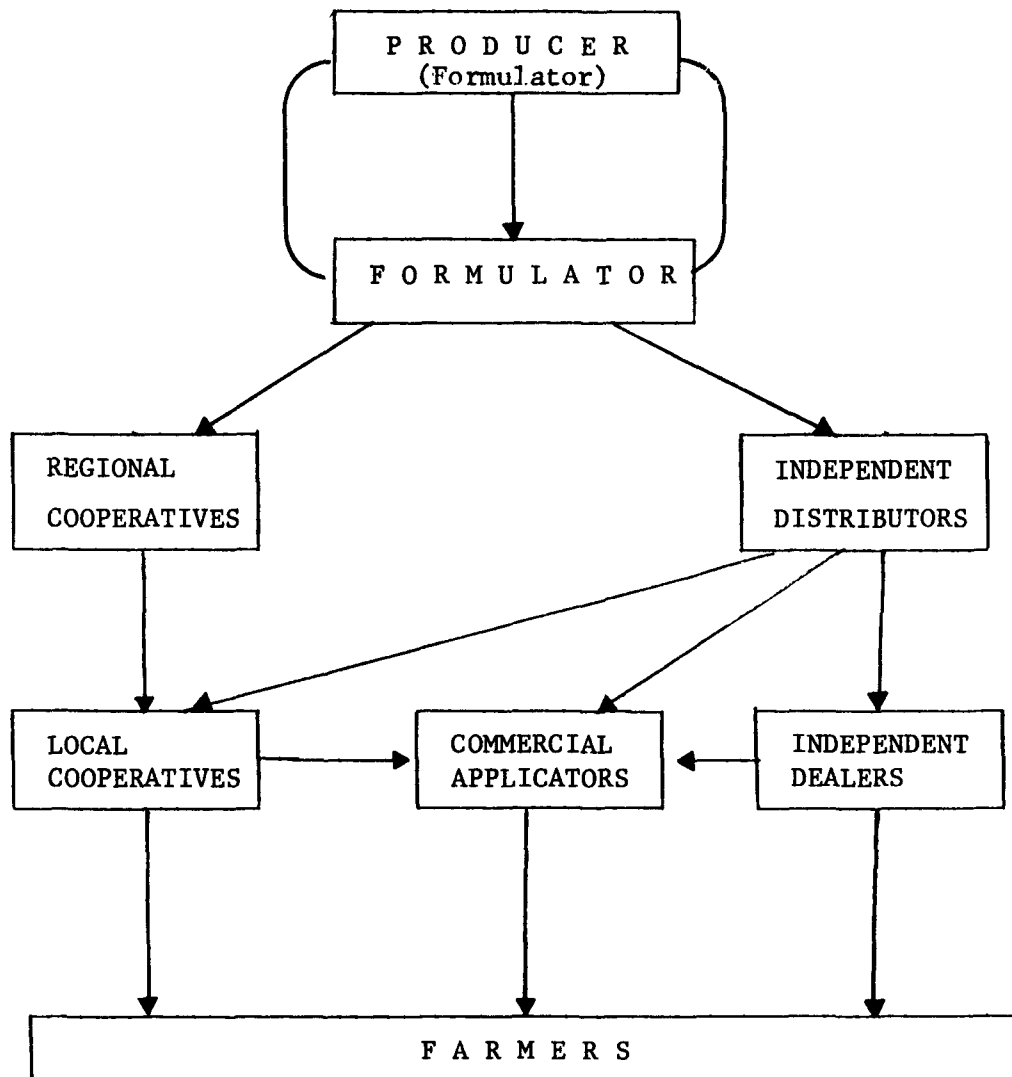 P R O D U C E R
(Formulator)
F O R M U L A T O R
REGIONAL
COOPERATIVES
INDEPENDENT
DISTRIBUTORS
LOCAL
COOPERATIVES
COMMERCIAL
APPLICATORS
INDEPENDENT
DEALERS
F A R M E R S